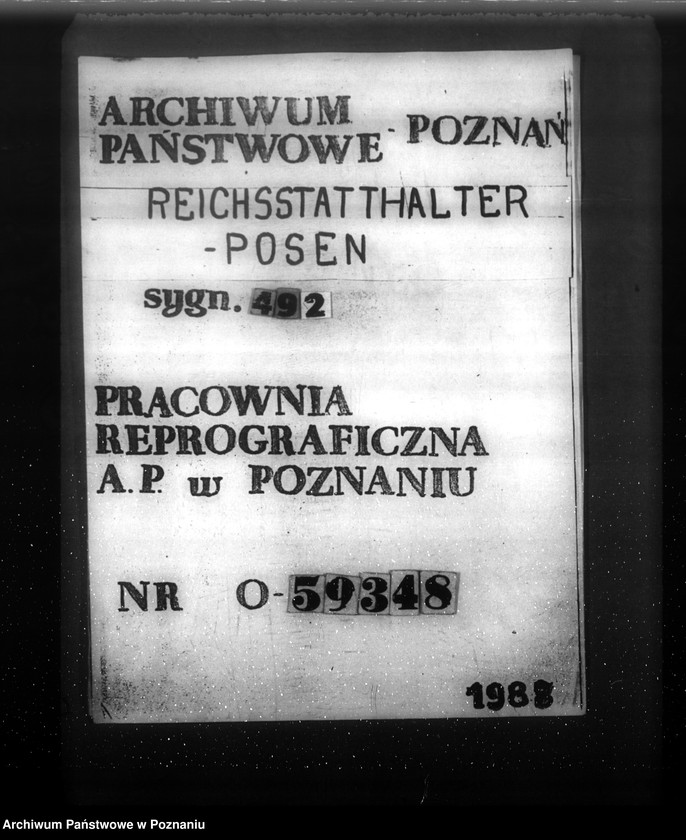 ARCHIWUM
PAŃSTWOWE - POZNAŃ
REICHSSTATTHALTER
-POSEN
sygn. 492
PRACOWNIA
REPROGRAFICZNA
A.P. w POZNANIU
NR O-59348
1988
Archiwum Państwowe w Poznaniu